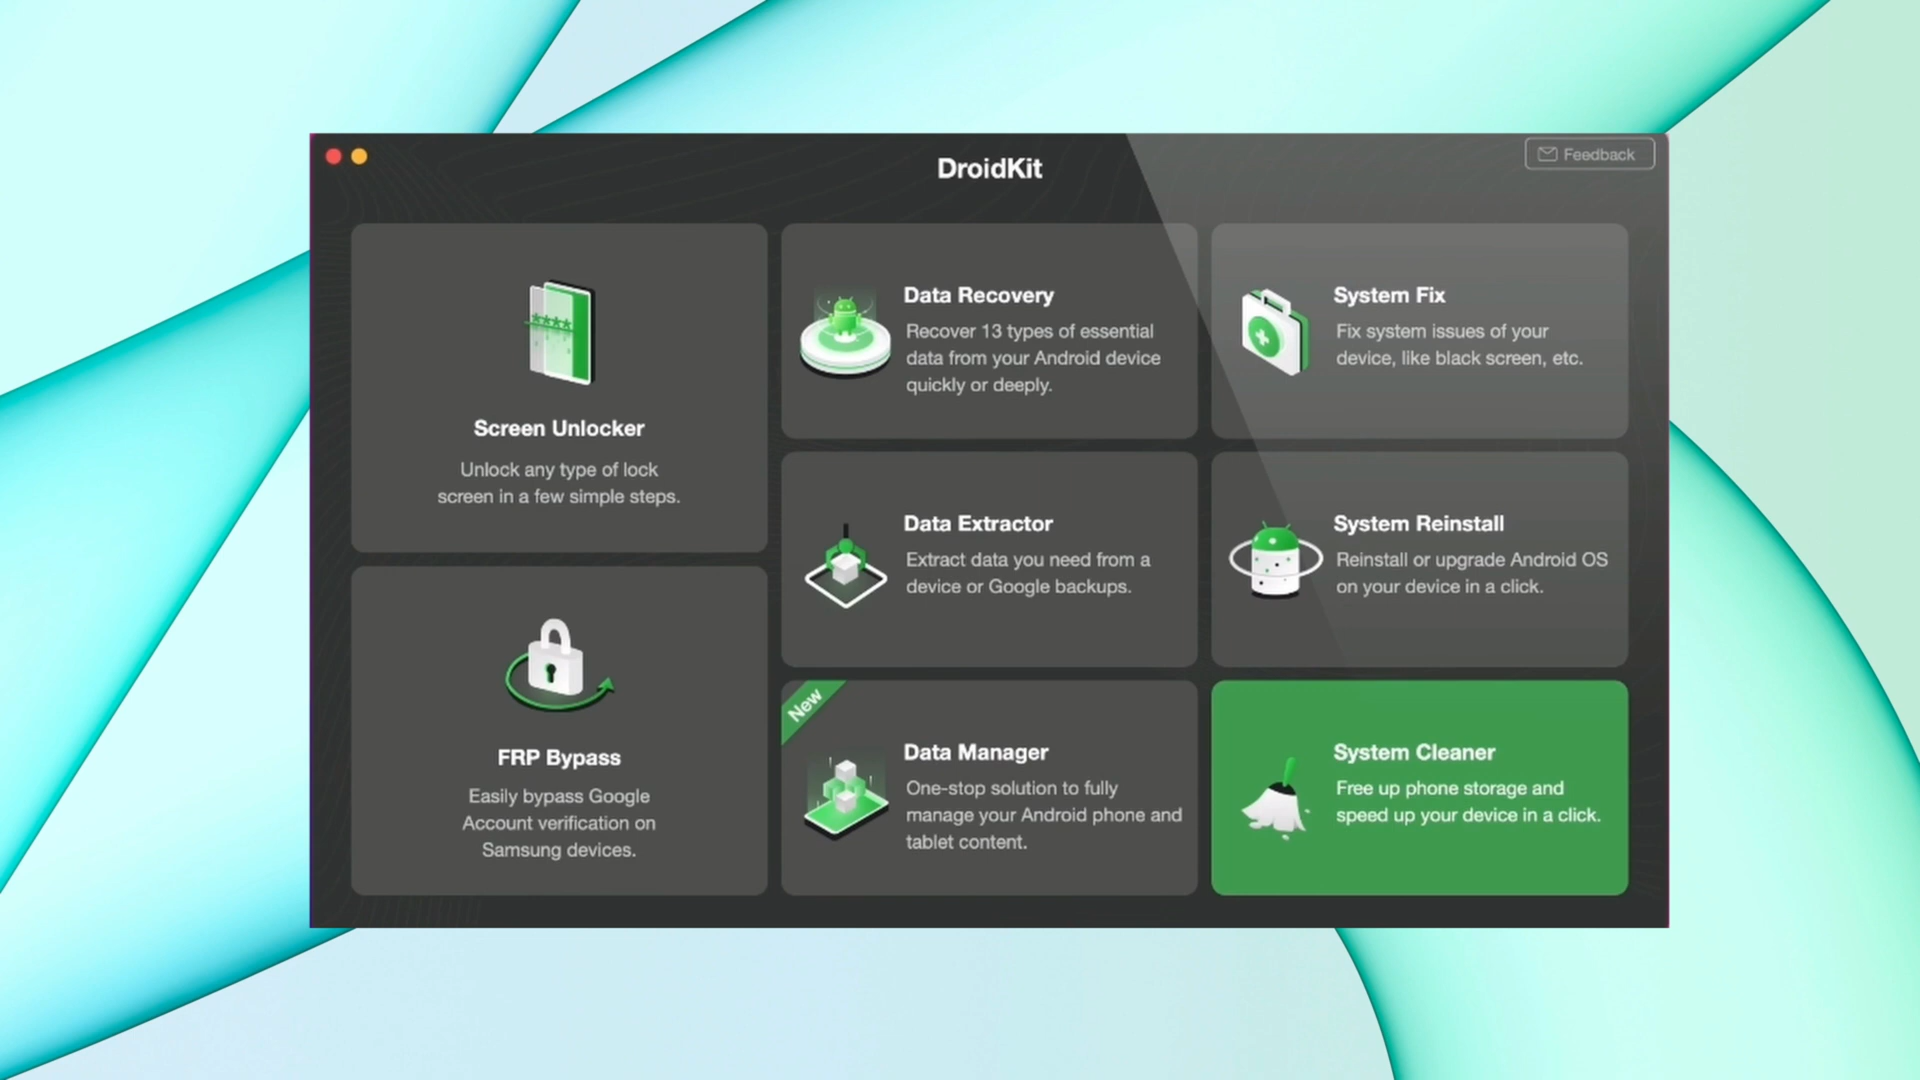 DroidKit
Feedback
Screen Unlocker
Unlock any type of lock
screen in a few simple steps.
FRP Bypass
Easily bypass Google
Account verification on
Samsung devices.
Data Recovery
Recover 13 types of essential
data from your Android device
quickly or deeply.
Data Extractor
Extract data you need from a
device or Google backups.
New
Data Manager
One-stop solution to fully
manage your Android phone and
tablet content.
System Fix
Fix system issues of your
device, like black screen, etc.
System Reinstall
Reinstall or upgrade Android OS
on your device in a click.
System Cleaner
Free up phone storage and
speed up your device in a click.